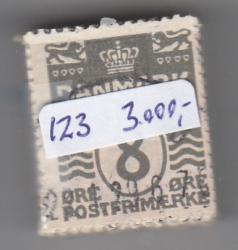 DANMARK
123 3.000,-
8
ØRE ØRE
POSTFRIMÆRKE